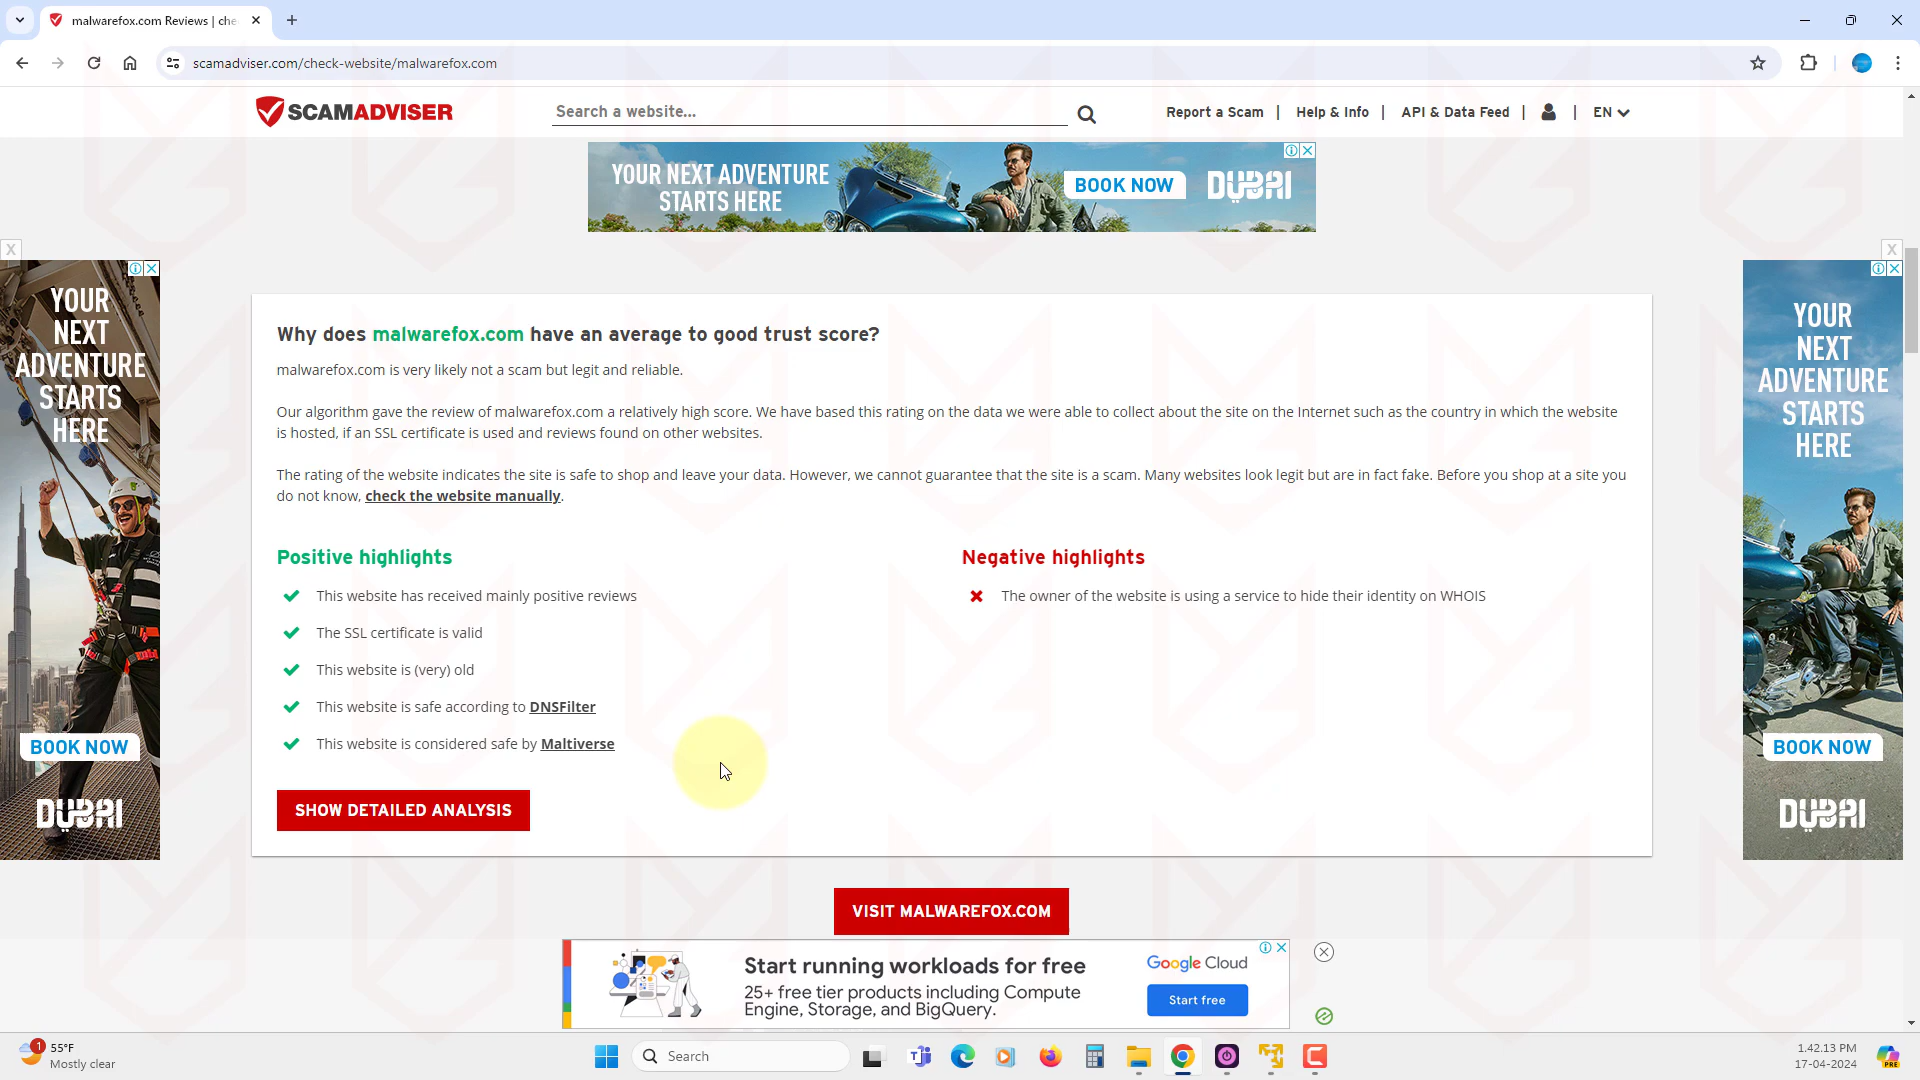 malwarefox.com Reviews | che
scamadviser.com/check-website/malwarefox.com
SCAMADVISER
Search a website...
Report a Scam | Help & Info | API & Data Feed | | EN
YOUR NEXT ADVENTURE
STARTS HERE
BOOK NOW
DUBAI
X
X
YOUR
NEXT
ADVENTURE
STARTS
HERE
BOOK NOW
DUBAI
Why does malwarefox.com have an average to good trust score?
malwarefox.com is very likely not a scam but legit and reliable.
Our algorithm gave the review of malwarefox.com a relatively high score. We have based this rating on the data we were able to collect about the site on the Internet such as the country in which the website
is hosted, if an SSL certificate is used and reviews found on other websites.
The rating of the website indicates the site is safe to shop and leave your data. However, we cannot guarantee that the site is a scam. Many websites look legit but are in fact fake. Before you shop at a site you
do not know, check the website manually.
Positive highlights
This website has received mainly positive reviews
The SSL certificate is valid
This website is (very) old
This website is safe according to DNSFilter
This website is considered safe by Maltiverse
Negative highlights
The owner of the website is using a service to hide their identity on WHOIS
SHOW DETAILED ANALYSIS
YOUR
NEXT
ADVENTURE
STARTS
HERE
BOOK NOW
DUBAI
VISIT MALWAREFOX.COM
Start running workloads for free
25+ free tier products including Compute
Engine, Storage, and BigQuery.
Google Cloud
Start free
1
55°F
Mostly clear
Search
1.42.13 PM
17-04-2024
PRE